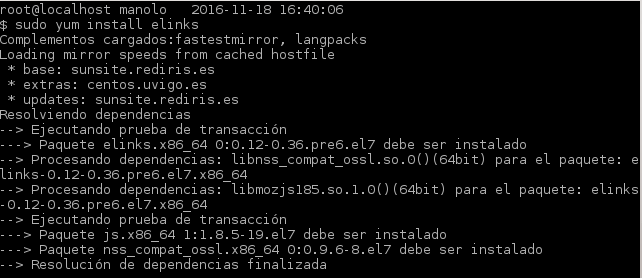 root@localhost manolo   2016-11-18 16:40:06
$ sudo yum install elinks
Complementos cargados:fastestmirror, langpacks
Loading mirror speeds from cached hostfile
 * base: sunsite.rediris.es
 * extras: centos.uvigo.es
 * updates: sunsite.rediris.es
Resolviendo dependencias
--> Ejecutando prueba de transacción
---> Paquete elinks.x86_64 0:0.12-0.36.pre6.el7 debe ser instalado
--> Procesando dependencias: libnss_compat_ossl.so.0()(64bit) para el paquete: e
links-0.12-0.36.pre6.el7.x86_64
--> Procesando dependencias: libmozjs185.so.1.0()(64bit) para el paquete: elinks
-0.12-0.36.pre6.el7.x86_64
--> Ejecutando prueba de transacción
---> Paquete js.x86_64 1:1.8.5-19.el7 debe ser instalado
---> Paquete nss_compat_ossl.x86_64 0:0.9.6-8.el7 debe ser instalado
--> Resolución de dependencias finalizada